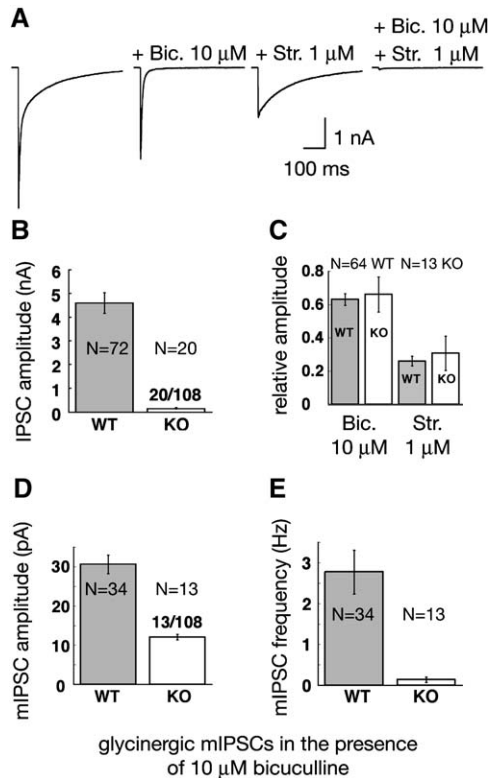 A
+ Bic. 10 µM
+ Bic. 10 µM + Str. 1 µM + Str. 1 µM
1 nA
100 ms
B
IPSC amplitude (nA)
6
5
4
3
2
1
0
N=72 N=20
20/108
WT KO
C
relative amplitude
N=64 WT N=13 KO
0.8
0.6
0.4
0.2
0
WT KO WT KO
Bic. Str.
10 µM 1 µM
D
mIPSC amplitude (pA)
30
20
10
0
N=34 N=13
13/108
WT KO
E
mIPSC frequency (Hz)
3
2
1
0
N=34 N=13
WT KO
glycinergic mIPSCs in the presence
of 10 µM bicuculline